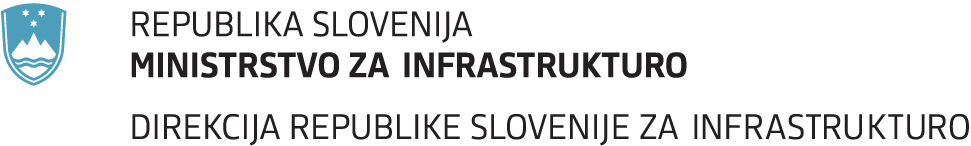 REPUBLIKA SLOVENIJA
MINISTRSTVO ZA INFRASTRUKTURO
DIREKCIJA REPUBLIKE SLOVENIJE ZA INFRASTRUKTURO